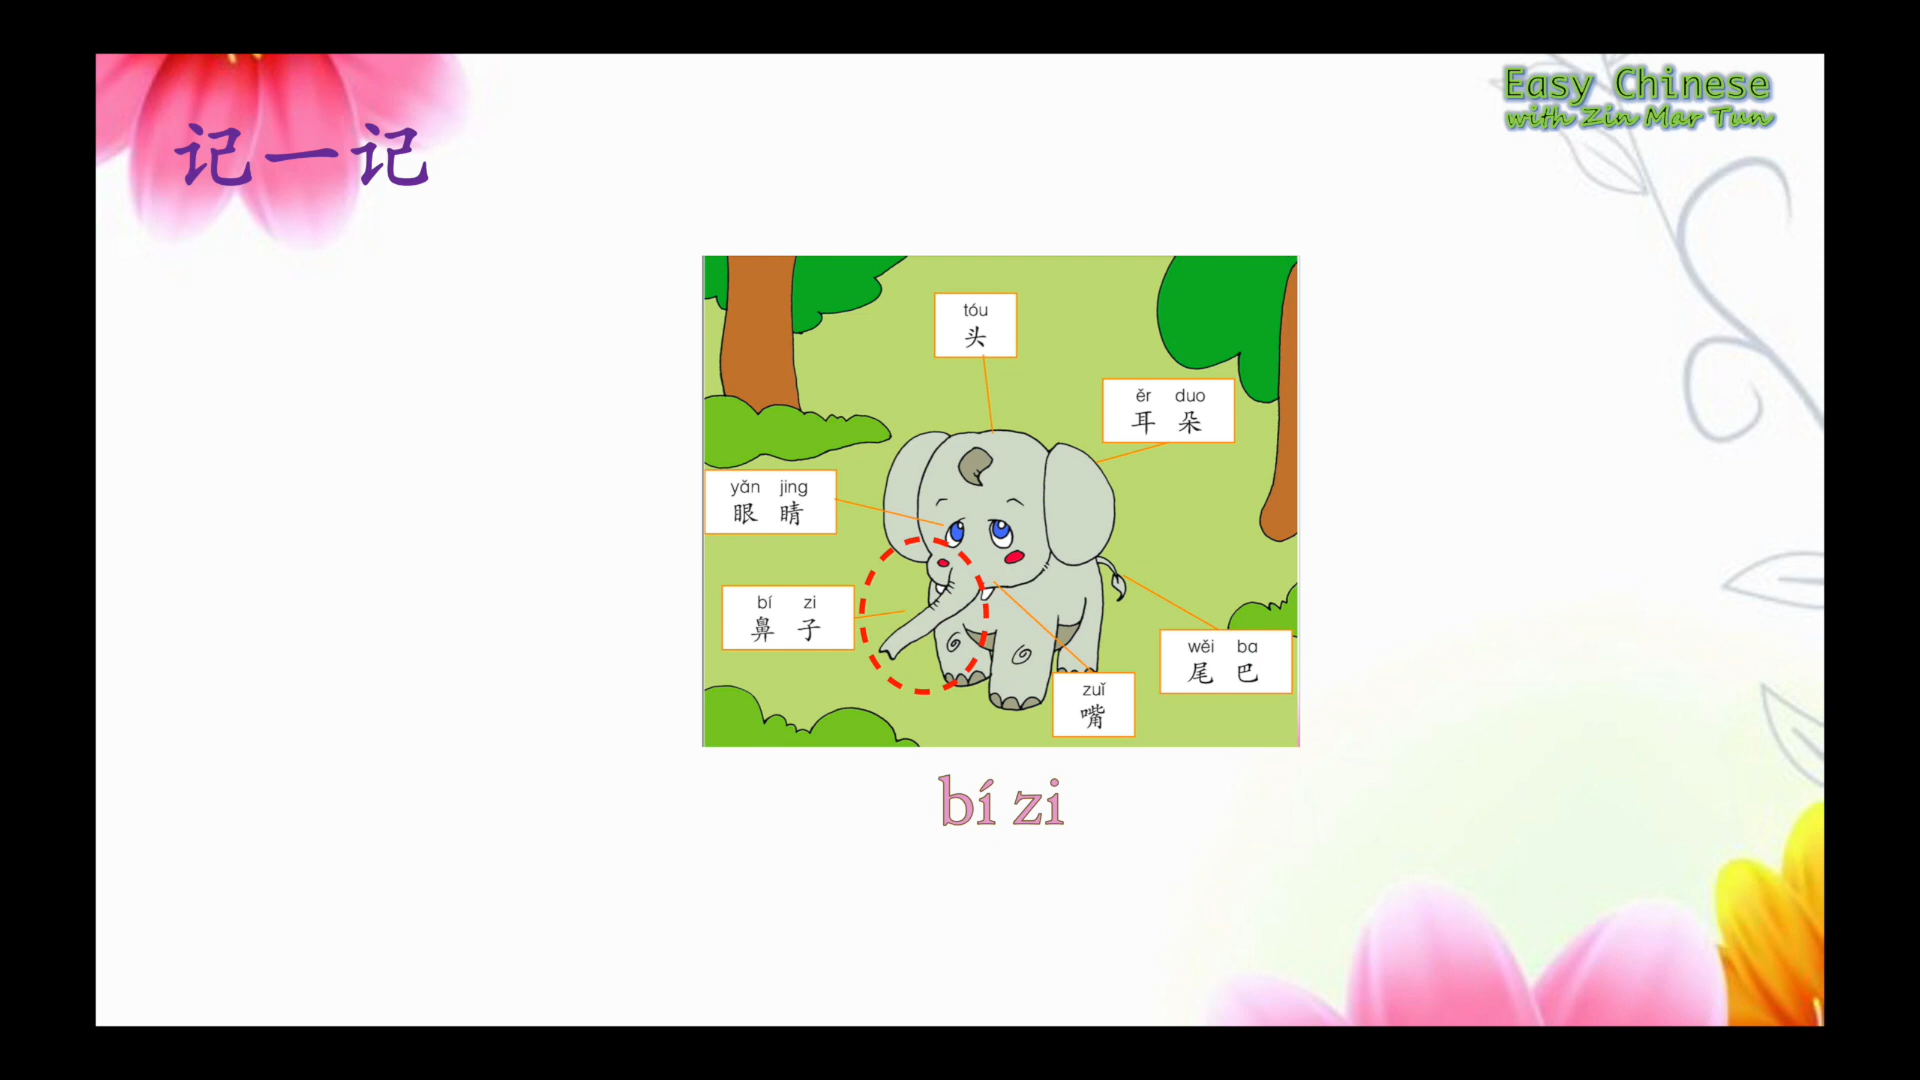 记一记
Easy Chinese
with Zin Mar Tun
tóu
头
ěr duo
耳 朵
yǎn jing
眼 睛
bí zi
鼻 子
wěi ba
尾 巴
zuǐ
嘴
bí zi